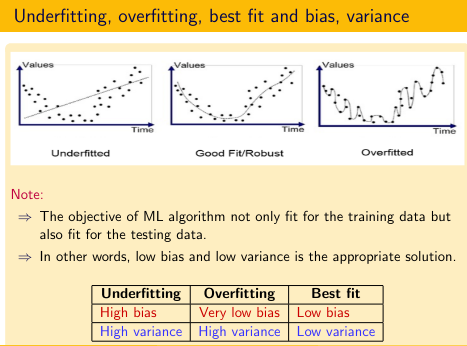 Underfitting, overfitting, best fit and bias, variance
Values Values Values
Time Time Time
Underfitted Good Fit/Robust Overfitted
Note:
⇒ The objective of ML algorithm not only fit for the training data but
also fit for the testing data.
⇒ In other words, low bias and low variance is the appropriate solution.
Underfitting Overfitting Best fit
High bias Very low bias Low bias
High variance High variance Low variance